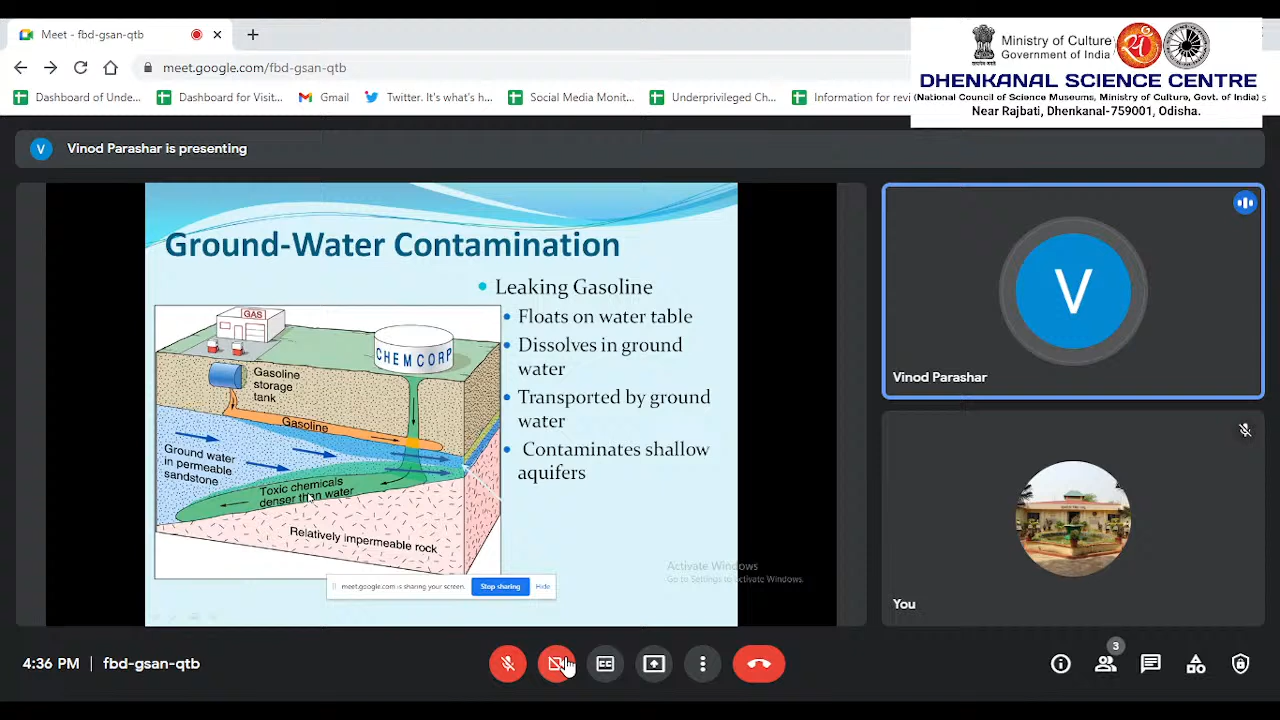 Meet - fbd-gsan-qtb
meet.google.com/fbd-gsan-qtb
Dashboard of Unde...
Dashboard for Visit...
Gmail
Twitter. It's what's h...
Social Media Monit...
Underprivileged Ch...
Information for revi
Ministry of Culture
Government of India
DHENKANAL SCIENCE CENTRE
(National Council of Science Museums, Ministry of Culture, Govt. of India)
Near Rajbati, Dhenkanal-759001, Odisha.
V
Vinod Parashar is presenting
Ground-Water Contamination
Leaking Gasoline
Floats on water table
Dissolves in ground
water
Transported by ground
water
Contaminates shallow
aquifers
GAS
CHEMCORP
Gasoline
storage
tank
Gasoline
Ground water
in permeable
sandstone
Toxic chemicals
denser than water
Relatively impermeable rock
meet.google.com is sharing your screen.
Stop sharing
Hide
Activate Windows
Go to Settings to activate Windows.
V
Vinod Parashar
You
4:36 PM
fbd-gsan-qtb
CC
3